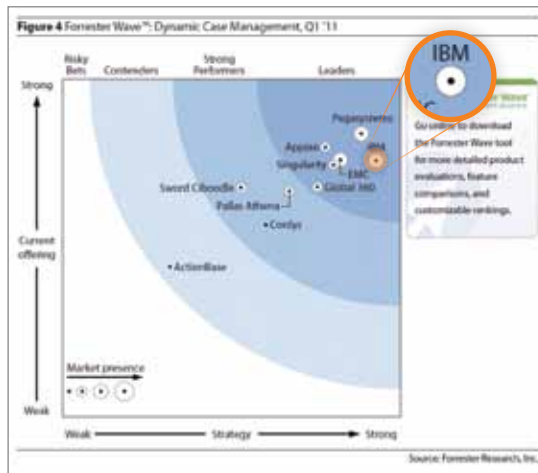 Figure 4 Forrester Wave™: Dynamic Case Management, Q1 '11
Risky
Bets
Contenders
Strong
Performers
Leaders
Strong
IBM
Pegasystems
Appian
IBM
Singularity
EMC
Sword Ciboodle
Global 360
Pallas Athena
Cordys
ActionBase
Go online to download
the Forrester Wave tool
for more detailed product
evaluations, feature
comparisons, and
customizable rankings.
Current
offering
Market presence
Weak
Weak
Strategy
Strong
Source: Forrester Research, Inc.